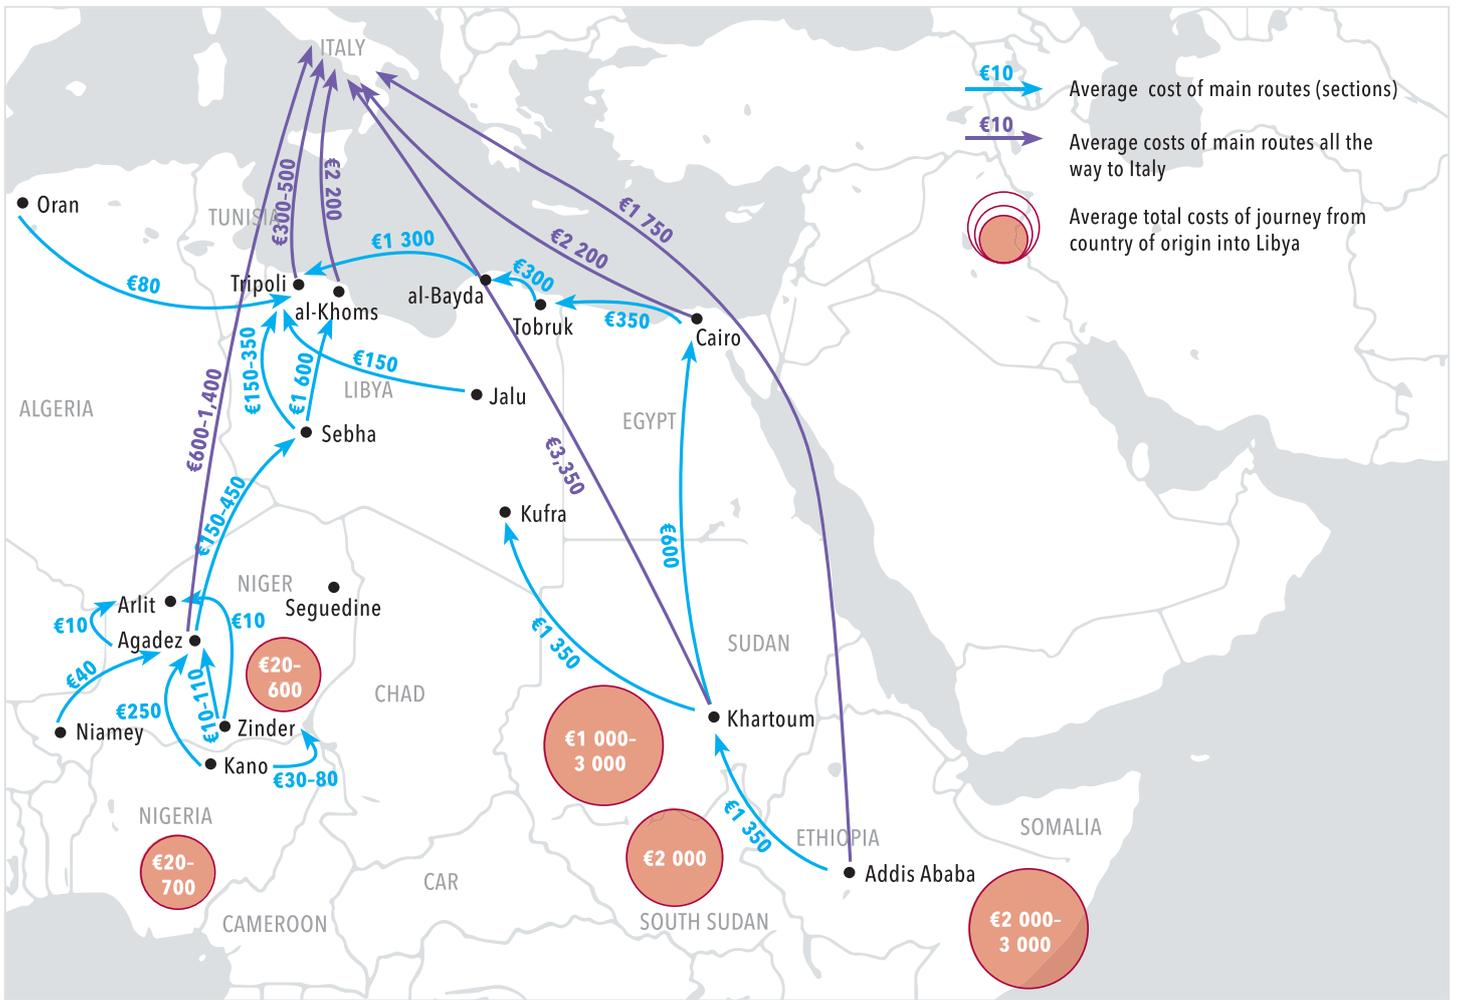 ITALY
€10
Average cost of main routes (sections)
€10
Average costs of main routes all the
way to Italy
Average total costs of journey from
country of origin into Libya
Oran
TUNISIA
€300–500
€2 200
€1 750
€2 200
€1 300
€300
€80
Tripoli
al-Khoms
al-Bayda
Tobruk
€350
Cairo
€150–350
€1 600
€150
LIBYA
Jalu
ALGERIA
€600–1,400
EGYPT
Sebha
€3,350
€150–450
Kufra
€600
NIGER
Arlit
Seguedine
€10
Agadez
€10
€1 350
SUDAN
€40
€20–
600
CHAD
€250
€10–110
Niamey
Zinder
Khartoum
€1 000–
3 000
Kano
€30–80
NIGERIA
€1 350
ETHIOPIA
SOMALIA
€20–
700
€2 000
Addis Ababa
CAR
CAMEROON
SOUTH SUDAN
€2 000–
3 000